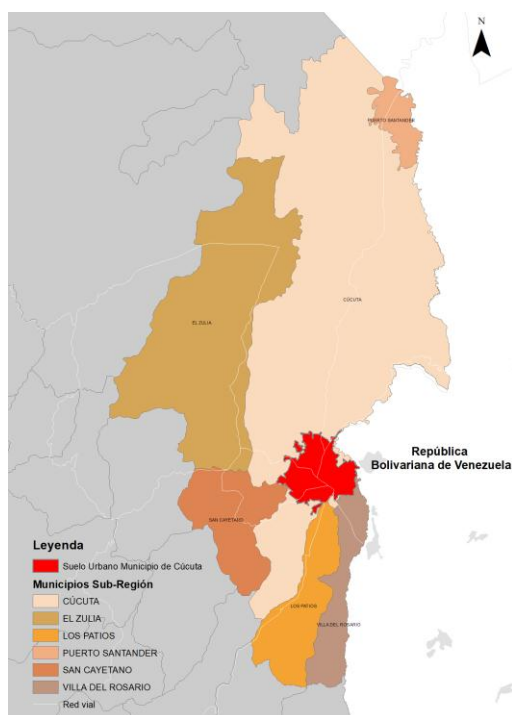 N
PUERTO SANTANDER
CÚCUTA
EL ZULIA
República
Bolivariana de Venezuela
SAN CAYETANO
LOS PATIOS
VILLA DEL ROSARIO
Leyenda
Suelo Urbano Municipio de Cúcuta
Municipios Sub-Región
CÚCUTA
EL ZULIA
LOS PATIOS
PUERTO SANTANDER
SAN CAYETANO
VILLA DEL ROSARIO
Red vial